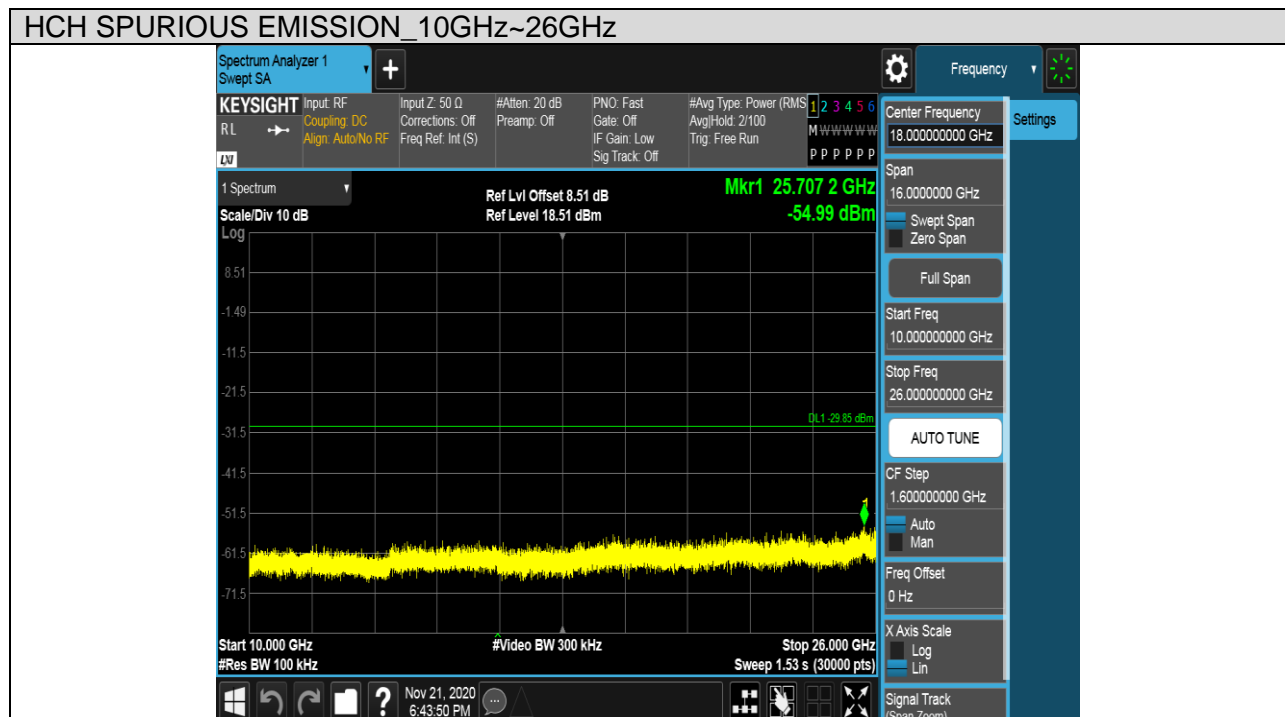 HCH SPURIOUS EMISSION_10GHz~26GHz
Spectrum Analyzer 1
Swept SA
+
Frequency
KEYSIGHT
RL
LXI
Input: RF
Coupling: DC
Align: Auto/No RF
Input Z: 50 Ω
Corrections: Off
Freq Ref: Int (S)
#Atten: 20 dB
Preamp: Off
PNO: Fast
Gate: Off
IF Gain: Low
Sig Track: Off
#Avg Type: Power (RMS
Avg|Hold: 2/100
Trig: Free Run
1 2 3 4 5 6
M W W W W W
P P P P P P
1 Spectrum
Scale/Div 10 dB
Log
Ref Lvl Offset 8.51 dB
Ref Level 18.51 dBm
Mkr1 25.707 2 GHz
-54.99 dBm
8.51
-1.49
-11.5
-21.5
-31.5
-41.5
-51.5
-61.5
-71.5
DL1 -29.85 dBm
1
Start 10.000 GHz
#Res BW 100 kHz
#Video BW 300 kHz
Stop 26.000 GHz
Sweep 1.53 s (30000 pts)
?
Nov 21, 2020
6:43:50 PM
Center Frequency
18.000000000 GHz
Settings
Span
16.0000000 GHz
Swept Span
Zero Span
Full Span
Start Freq
10.000000000 GHz
Stop Freq
26.000000000 GHz
AUTO TUNE
CF Step
1.600000000 GHz
Auto
Man
Freq Offset
0 Hz
X Axis Scale
Log
Lin
Signal Track
(Span Zoom)